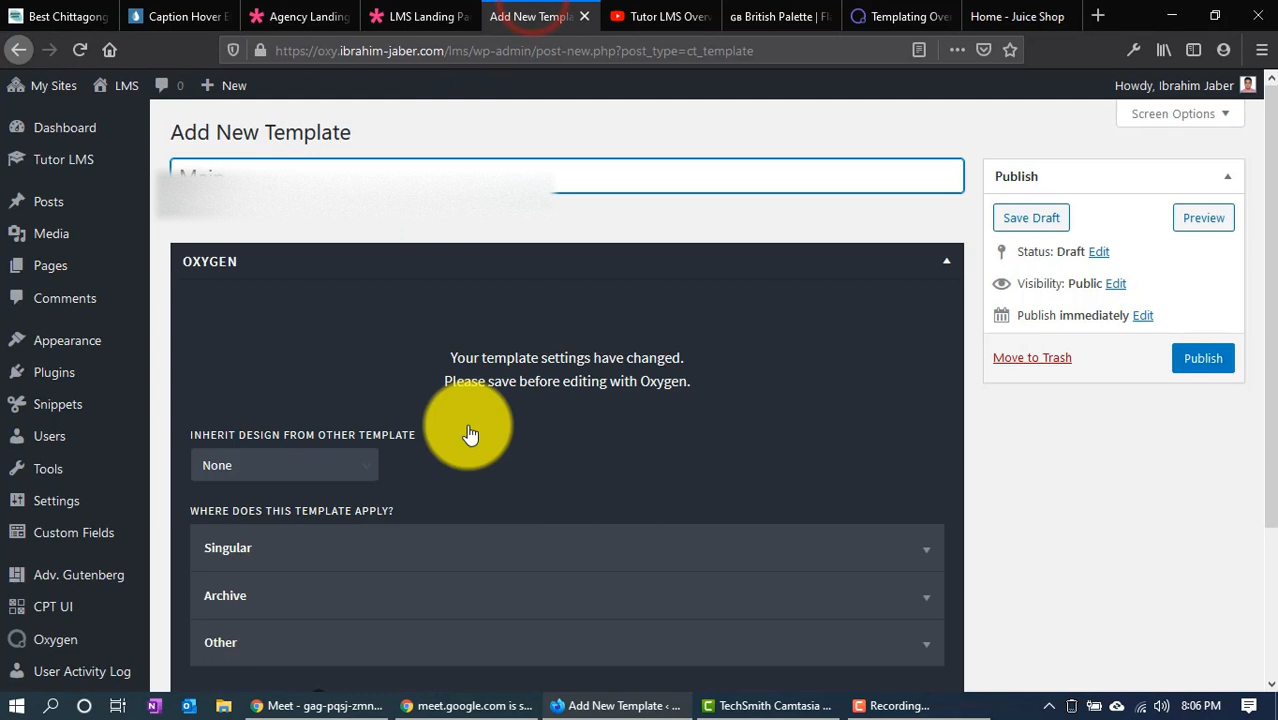 Best Chittagong
Caption Hover E
Agency Landing
LMS Landing Pa
Add New Templa
Tutor LMS Over
GB British Palette | Fla
Templating Ove
Home - Juice Shop
https://oxy.ibrahim-jaber.com/lms/wp-admin/post-new.php?post_type=ct_template
My Sites
LMS
0
New
Howdy, Ibrahim Jaber
Screen Options
Add New Template
Dashboard
Tutor LMS
Posts
Media
Pages
Comments
Appearance
Plugins
Snippets
Users
Tools
Settings
Custom Fields
Adv. Gutenberg
CPT UI
Oxygen
User Activity Log
Main
OXYGEN
Your template settings have changed.
Please save before editing with Oxygen.
INHERIT DESIGN FROM OTHER TEMPLATE
None
WHERE DOES THIS TEMPLATE APPLY?
Singular
Archive
Other
Publish
Save Draft
Preview
Status: Draft Edit
Visibility: Public Edit
Publish immediately Edit
Move to Trash
Publish
Meet - gag-pqsj-zmn...
meet.google.com is s...
Add New Template ‹ ...
TechSmith Camtasia ...
Recording...
8:06 PM